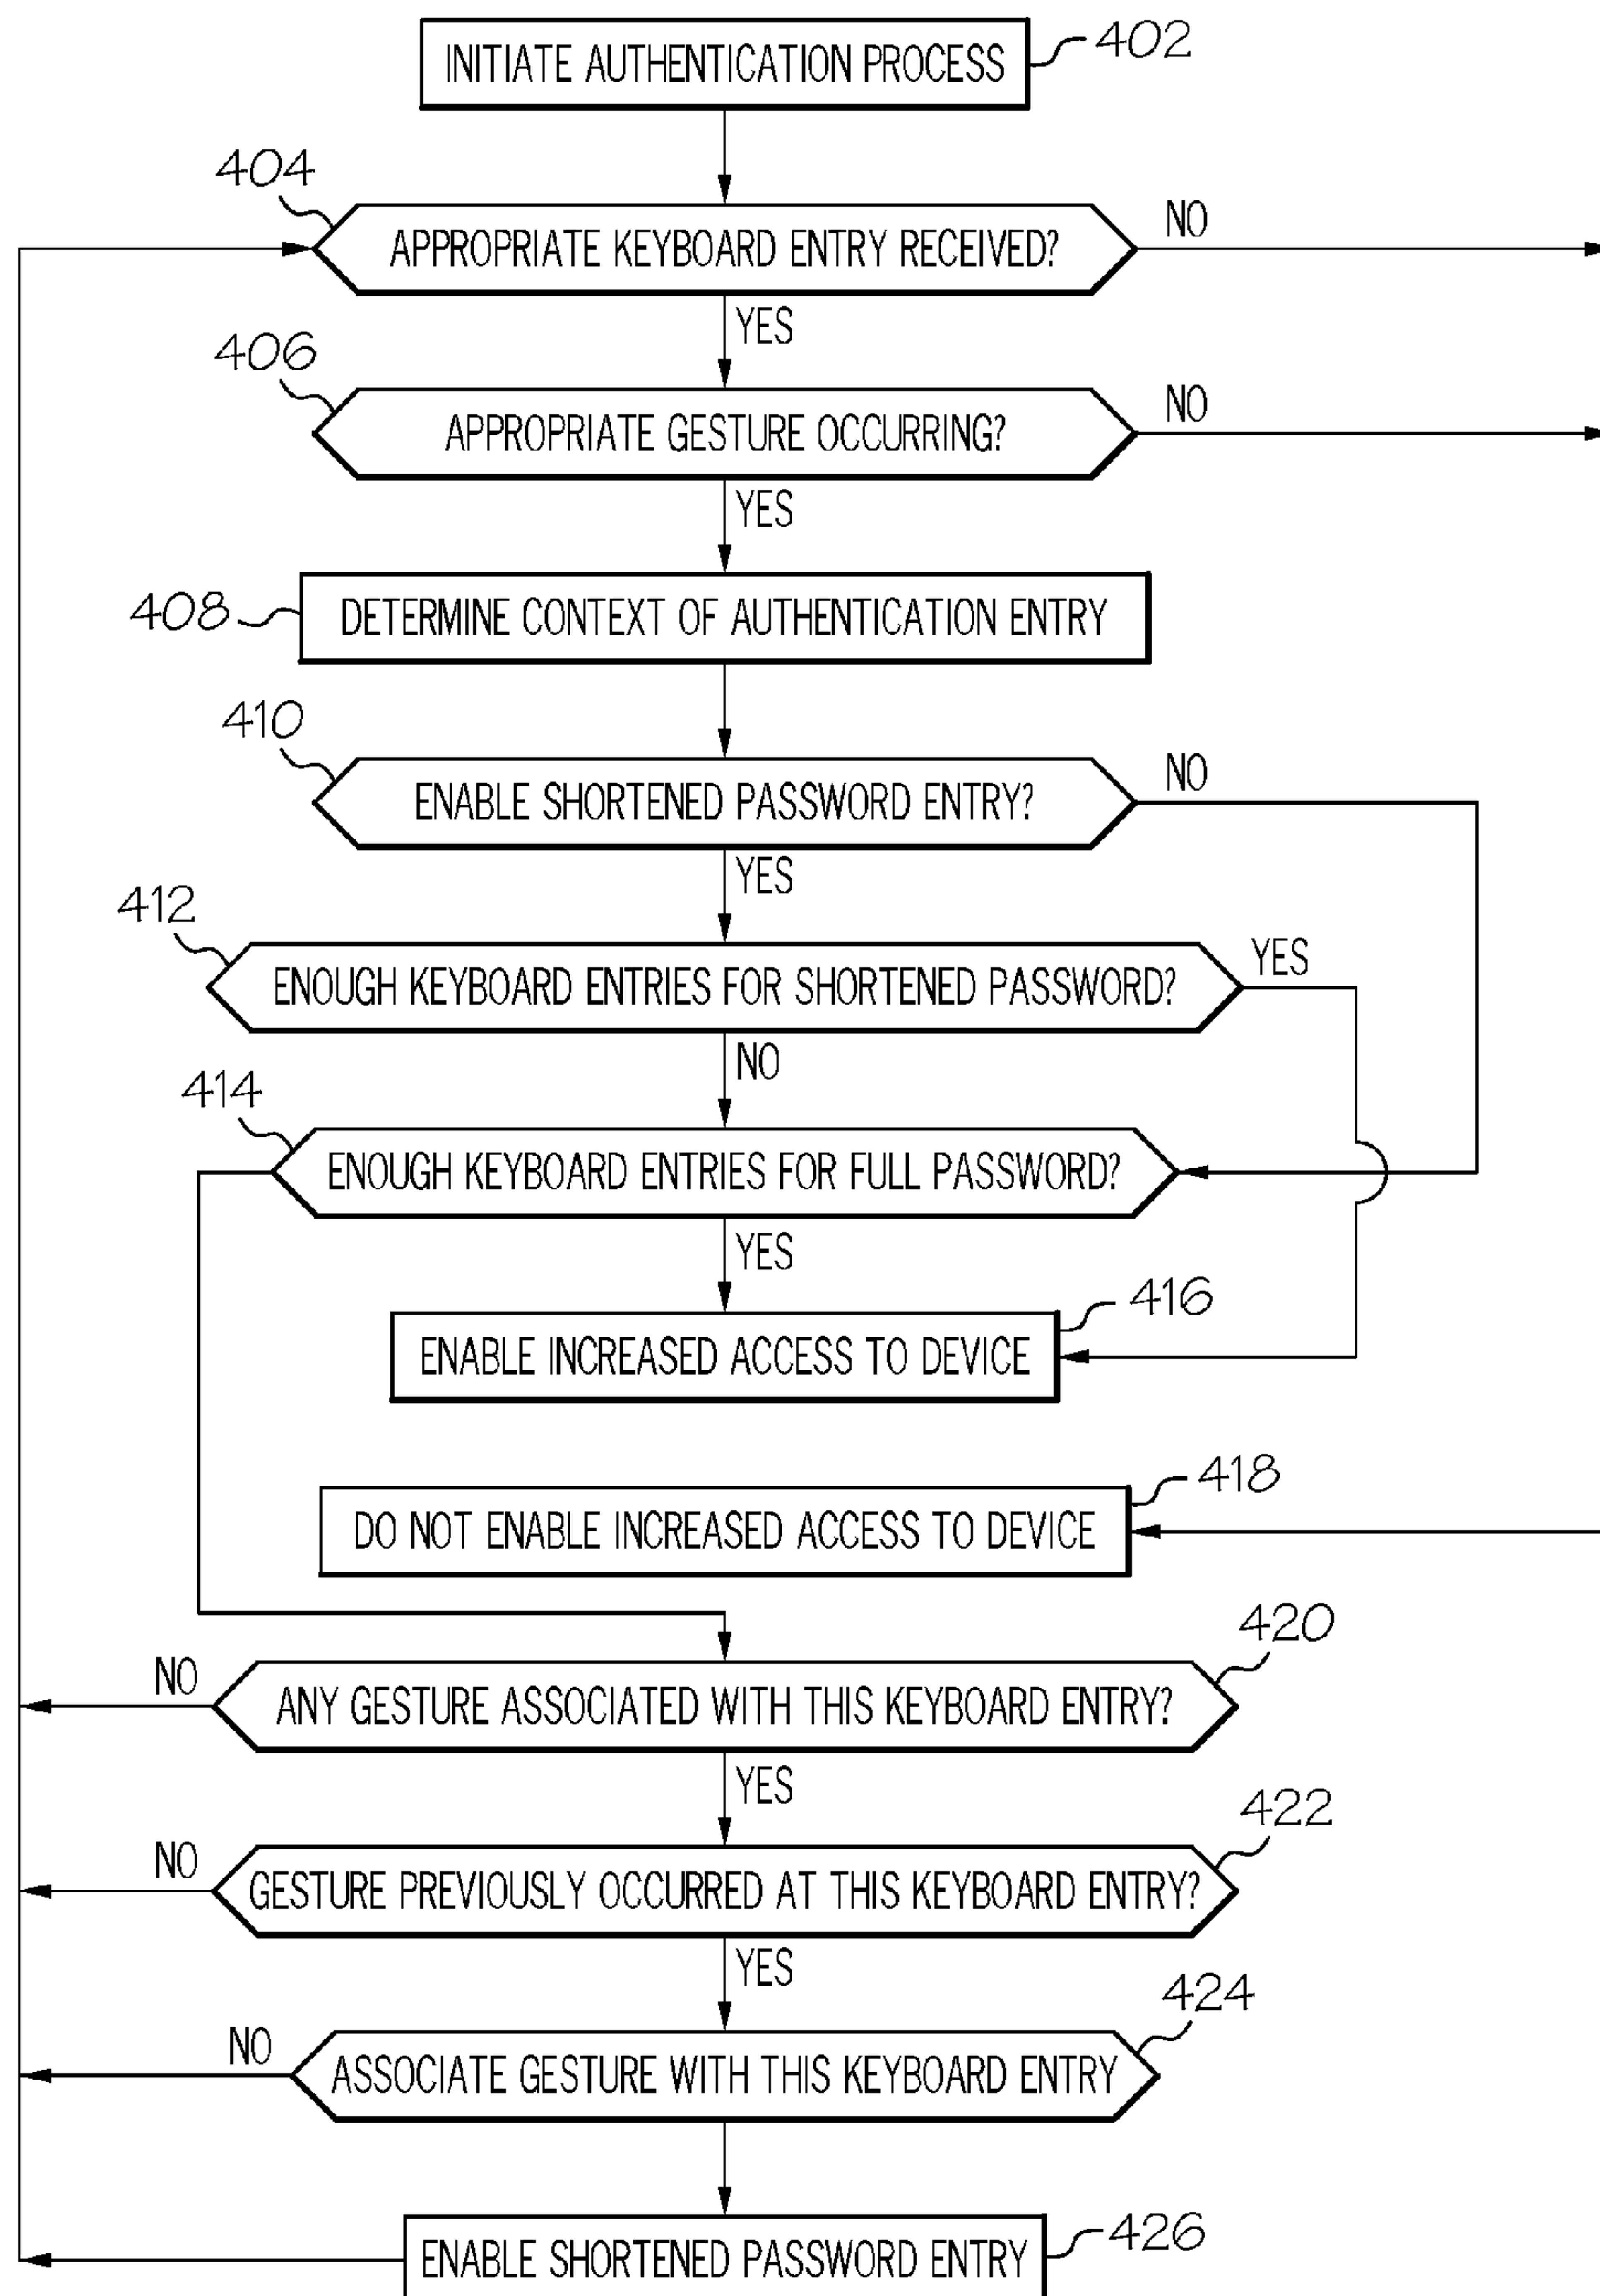 INITIATE AUTHENTICATION PROCESS
402
404
APPROPRIATE KEYBOARD ENTRY RECEIVED?
NO
YES
406
APPROPRIATE GESTURE OCCURRING?
NO
YES
408
DETERMINE CONTEXT OF AUTHENTICATION ENTRY
410
ENABLE SHORTENED PASSWORD ENTRY?
NO
YES
412
ENOUGH KEYBOARD ENTRIES FOR SHORTENED PASSWORD?
YES
NO
414
ENOUGH KEYBOARD ENTRIES FOR FULL PASSWORD?
YES
416
ENABLE INCREASED ACCESS TO DEVICE
418
DO NOT ENABLE INCREASED ACCESS TO DEVICE
420
NO
ANY GESTURE ASSOCIATED WITH THIS KEYBOARD ENTRY?
YES
422
NO
GESTURE PREVIOUSLY OCCURRED AT THIS KEYBOARD ENTRY?
YES
424
NO
ASSOCIATE GESTURE WITH THIS KEYBOARD ENTRY
426
ENABLE SHORTENED PASSWORD ENTRY